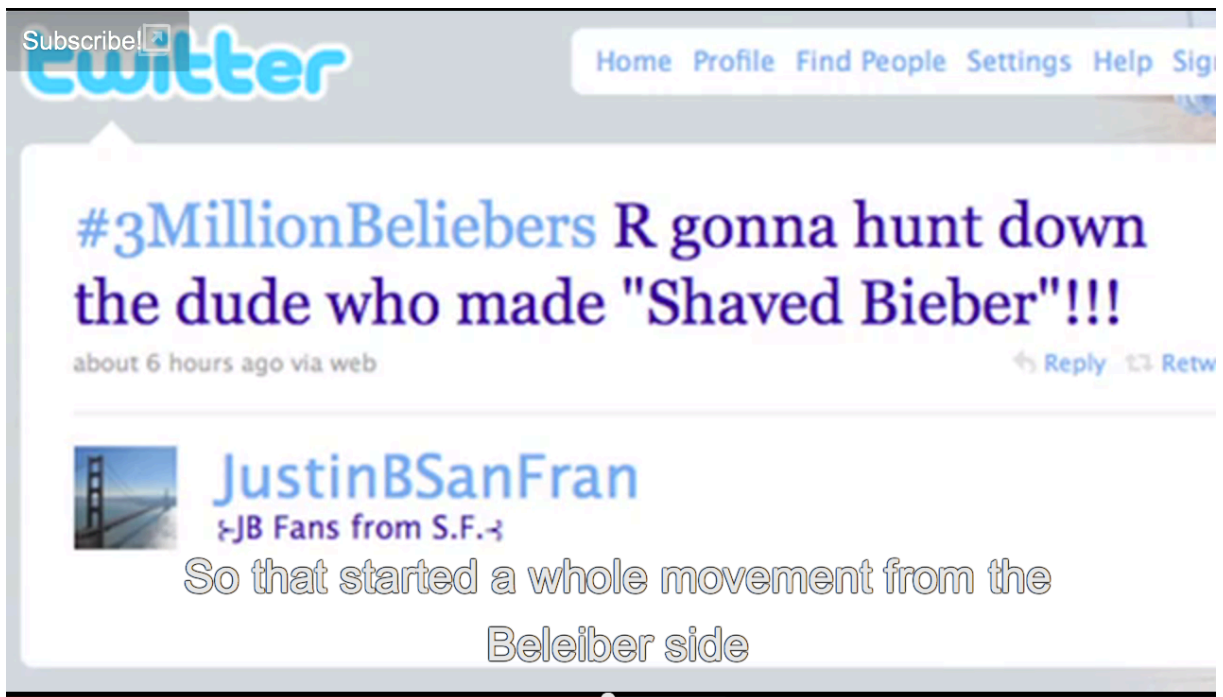 Subscribe!
twitter
Home Profile Find People Settings Help Sig
#3MillionBeliebers R gonna hunt down
the dude who made "Shaved Bieber"!!!
about 6 hours ago via web Reply Retw
JustinBSanFran
⊱JB Fans from S.F.⊰
So that started a whole movement from the
Beleiber side